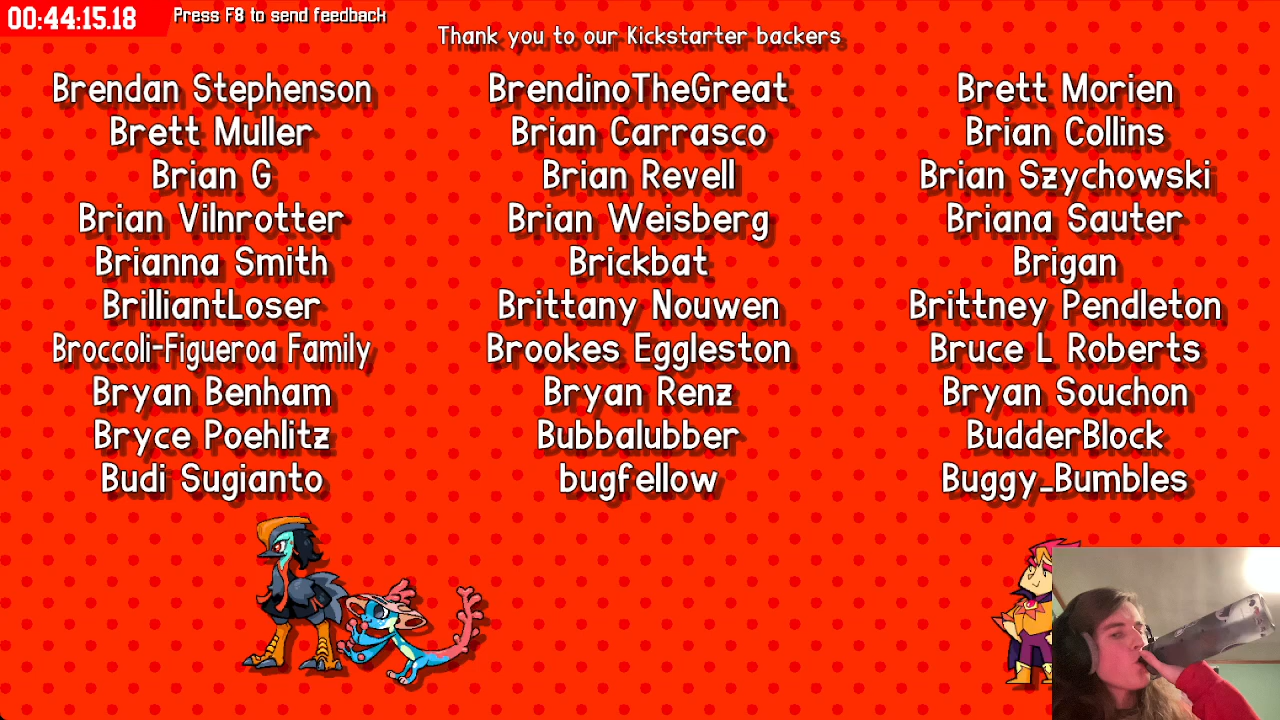 00:44:15.18
Press F8 to send feedback
Thank you to our Kickstarter backers
Brendan Stephenson BrendinoTheGreat Brett Morien
Brett Muller Brian Carrasco Brian Collins
Brian G Brian Revell Brian Szychowski
Brian Vilnrotter Brian Weisberg Briana Sauter
Brianna Smith Brickbat Brigan
BrilliantLoser Brittany Nouwen Brittney Pendleton
Broccoli-Figueroa Family Brookes Eggleston Bruce L Roberts
Bryan Benham Bryan Renz Bryan Souchon
Bryce Poehlitz Bubbalubber BudderBlock
Budi Sugianto bugfellow Buggy_Bumbles